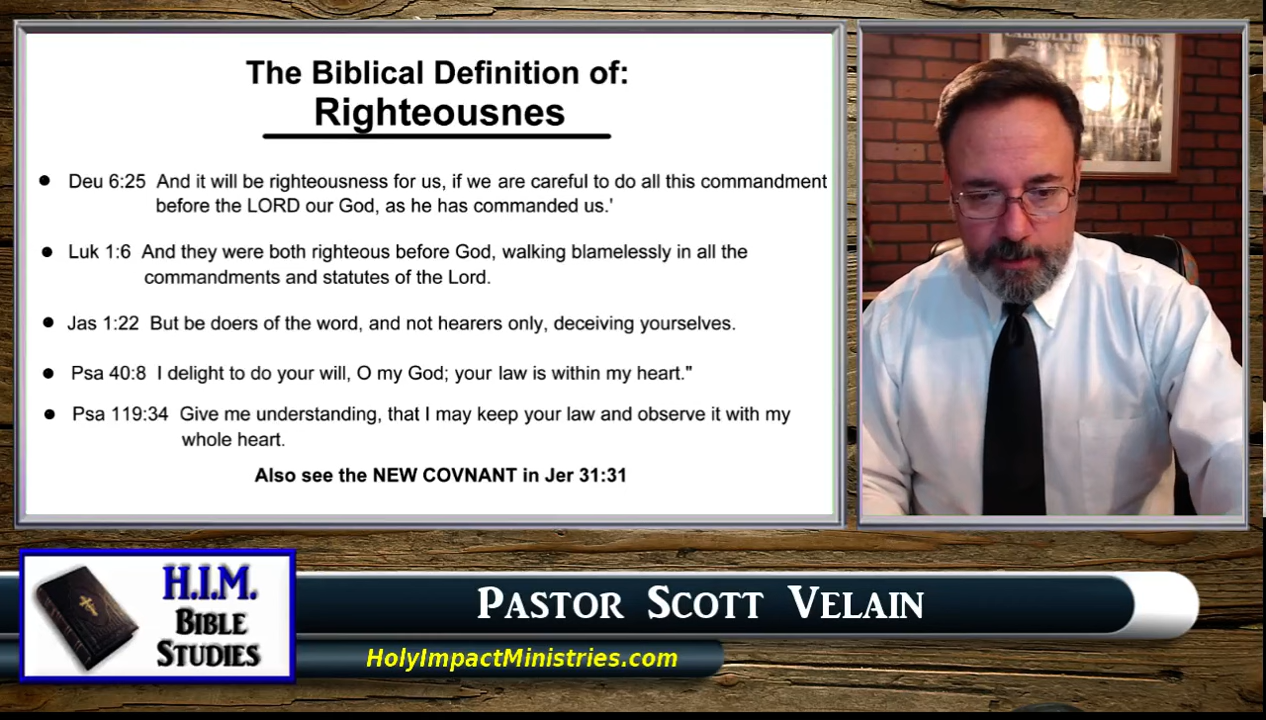 The Biblical Definition of:
Righteousnes
• Deu 6:25 And it will be righteousness for us, if we are careful to do all this commandment
before the LORD our God, as he has commanded us.'
• Luk 1:6 And they were both righteous before God, walking blamelessly in all the
commandments and statutes of the Lord.
• Jas 1:22 But be doers of the word, and not hearers only, deceiving yourselves.
• Psa 40:8 I delight to do your will, O my God; your law is within my heart."
• Psa 119:34 Give me understanding, that I may keep your law and observe it with my
whole heart.
Also see the NEW COVNANT in Jer 31:31
CARROLLTON WARRIORS
H.I.M.
BIBLE
STUDIES
PASTOR SCOTT VELAIN
HolyImpactMinistries.com